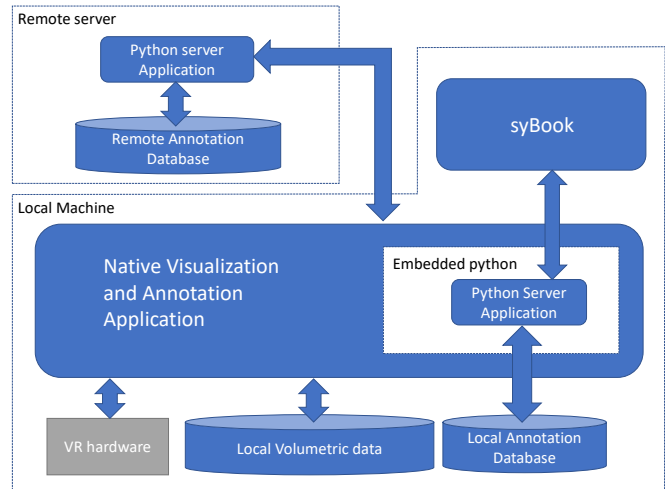 Remote server
Python server
Application
Remote Annotation
Database
syBook
Local Machine
Native Visualization
and Annotation
Application
Embedded python
Python Server
Application
VR hardware
Local Volumetric data
Local Annotation
Database